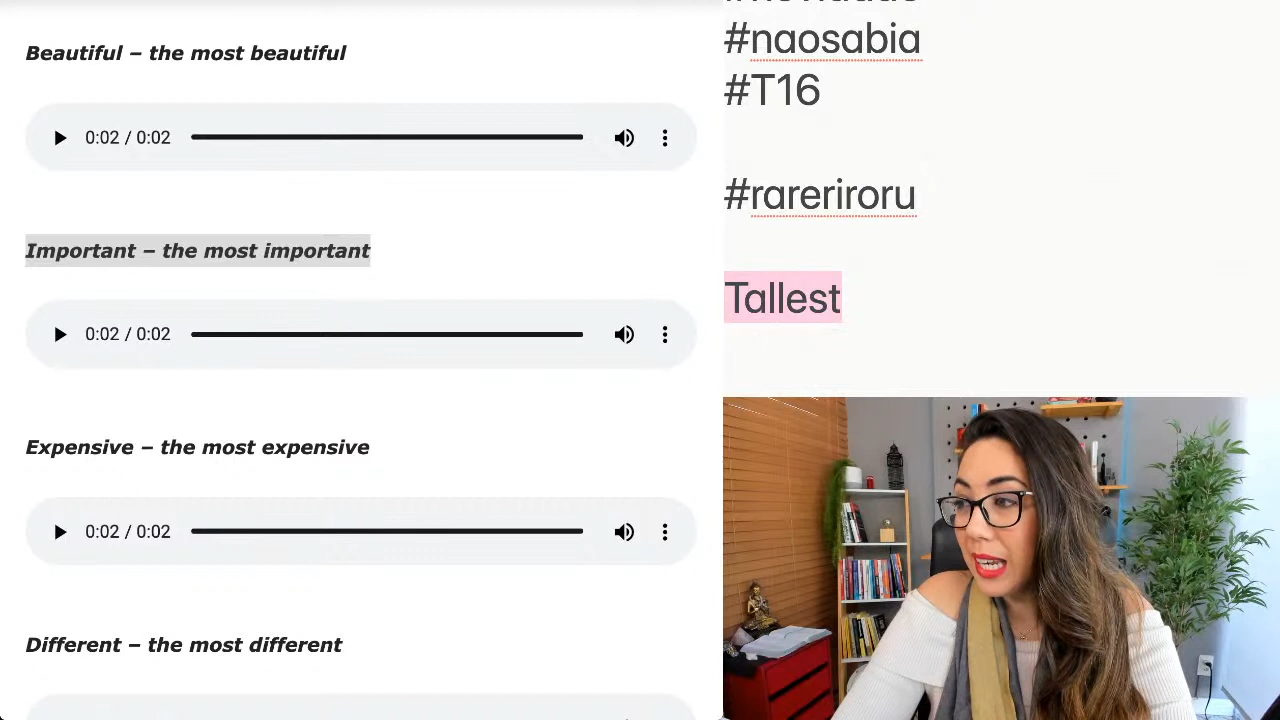 Beautiful – the most beautiful
0:02 / 0:02
Important – the most important
0:02 / 0:02
Expensive – the most expensive
0:02 / 0:02
Different – the most different
#naosabia
#T16
#rareriroru
Tallest